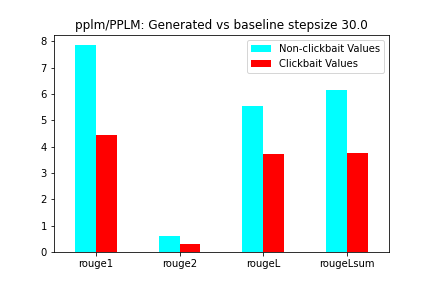 pplm/PPLM: Generated vs baseline stepsize 30.0
Non-clickbait Values
Clickbait Values
8
7
6
5
4
3
2
1
0
rouge1 rouge2 rougeL rougeLsum